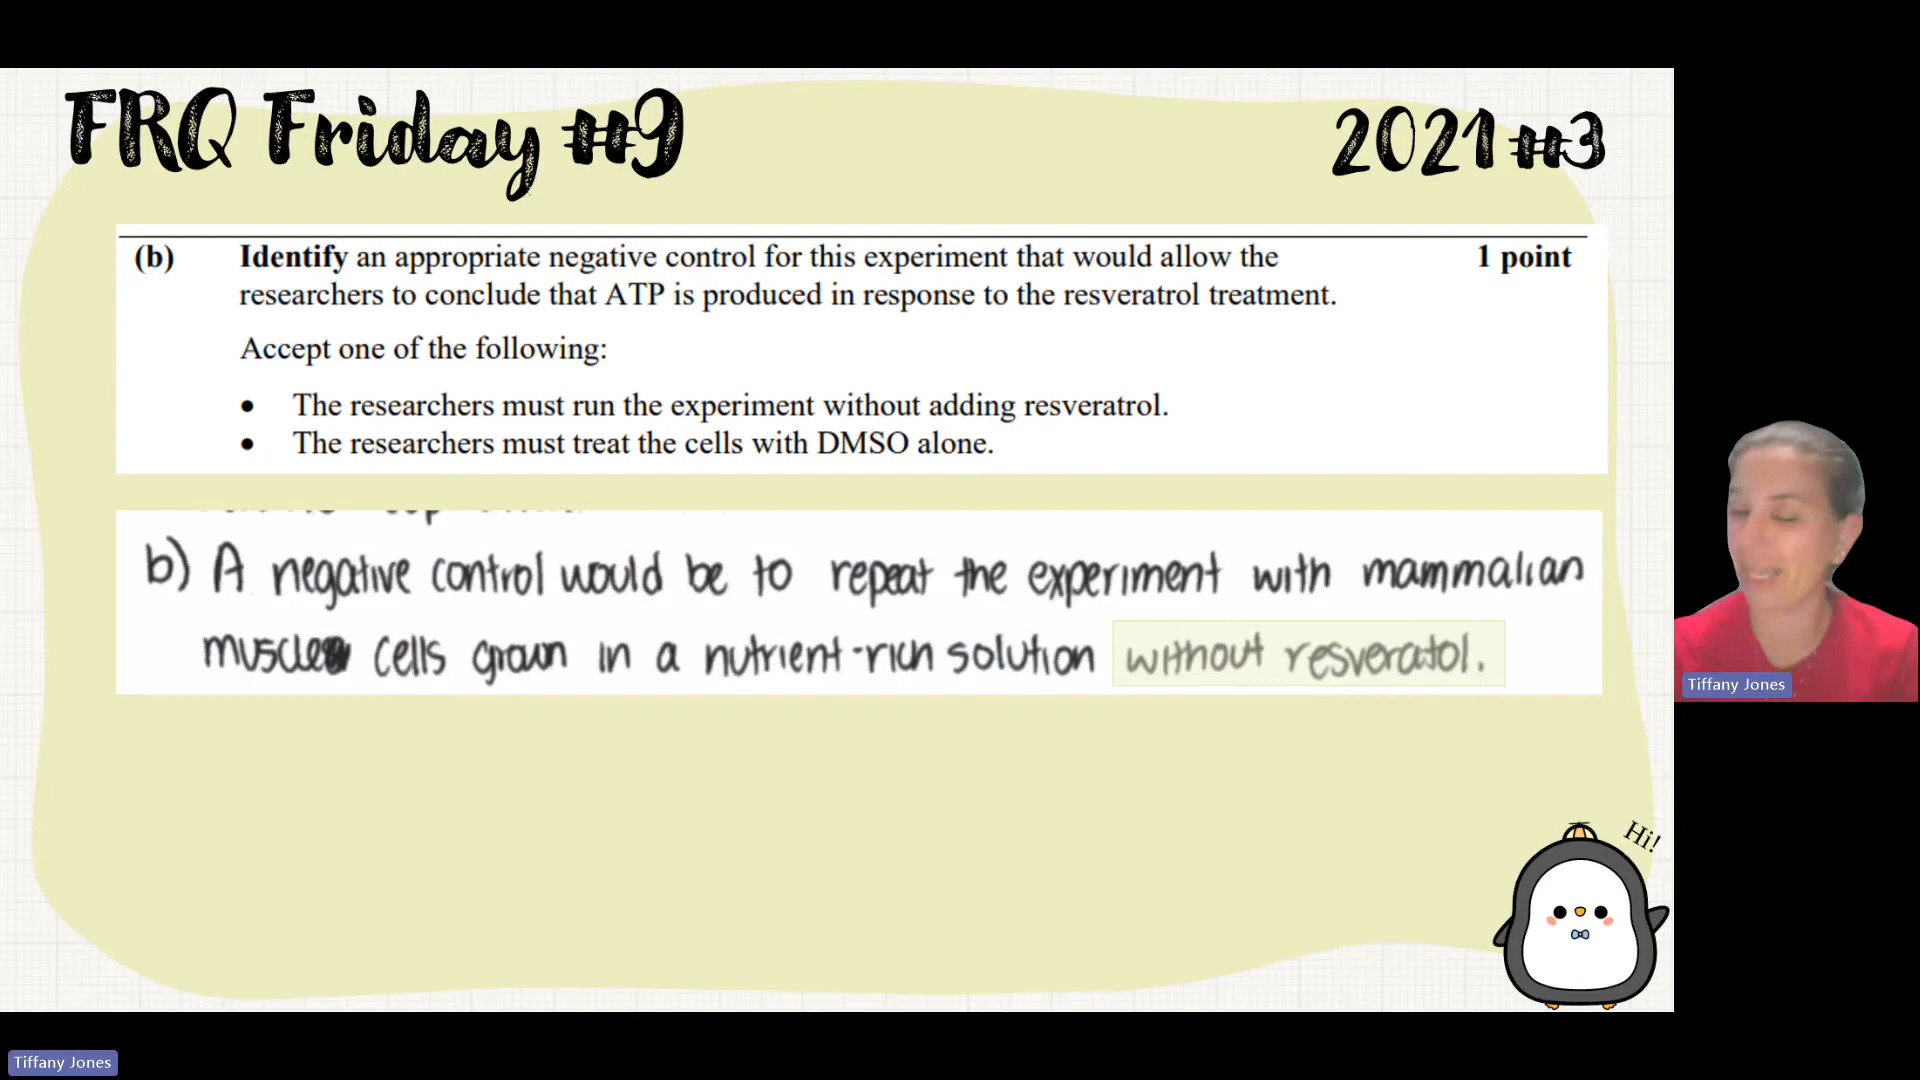 FRQ Friday #9
2021 #3
(b) Identify an appropriate negative control for this experiment that would allow the 1 point
researchers to conclude that ATP is produced in response to the resveratrol treatment.
Accept one of the following:
• The researchers must run the experiment without adding resveratrol.
• The researchers must treat the cells with DMSO alone.
b) A negative control would be to repeat the experiment with mammalian
muscle cells grown in a nutrient-rich solution without resveratol.
Hi!
Tiffany Jones
Tiffany Jones